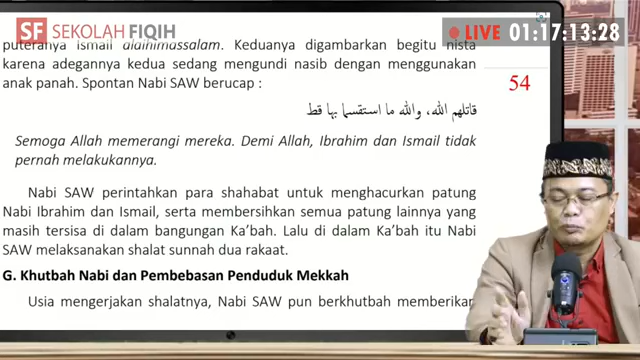 SF SEKOLAH FIQIH
LIVE 01:17:13:28
puteranya Ismail alaihimassalam. Keduanya digambarkan begitu nista
karena adegannya kedua sedang mengundi nasib dengan menggunakan
anak panah. Spontan Nabi SAW berucap :
54
قاتلهم الله، والله ما استقسما بها قط
Semoga Allah memerangi mereka. Demi Allah, Ibrahim dan Ismail tidak
pernah melakukannya.
Nabi SAW perintahkan para shahabat untuk menghacurkan patung
Nabi Ibrahim dan Ismail, serta membersihkan semua patung lainnya yang
masih tersisa di dalam bangungan Ka’bah. Lalu di dalam Ka’bah itu Nabi
SAW melaksanakan shalat sunnah dua rakaat.
G. Khutbah Nabi dan Pembebasan Penduduk Mekkah
Usia mengerjakan shalatnya, Nabi SAW pun berkhutbah memberikan